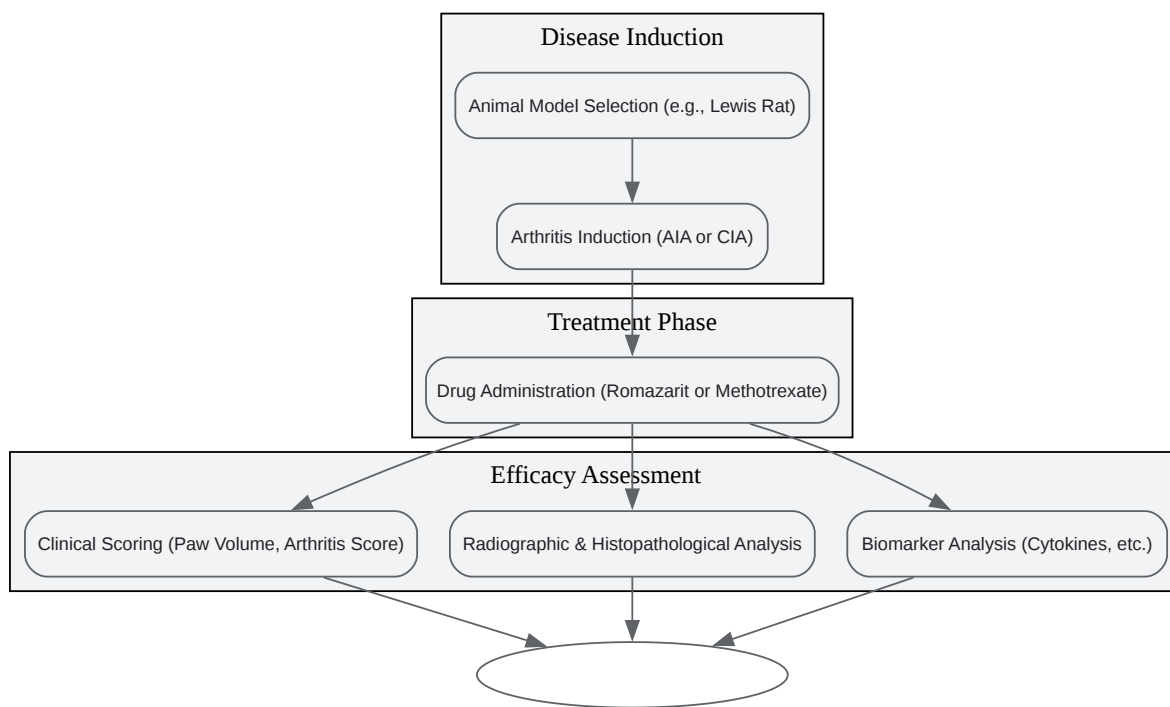 Disease Induction
Animal Model Selection (e.g., Lewis Rat)
Arthritis Induction (AIA or CIA)
Treatment Phase
Drug Administration (Romazarit or Methotrexate)
Efficacy Assessment
Clinical Scoring (Paw Volume, Arthritis Score)
Radiographic & Histopathological Analysis
Biomarker Analysis (Cytokines, etc.)